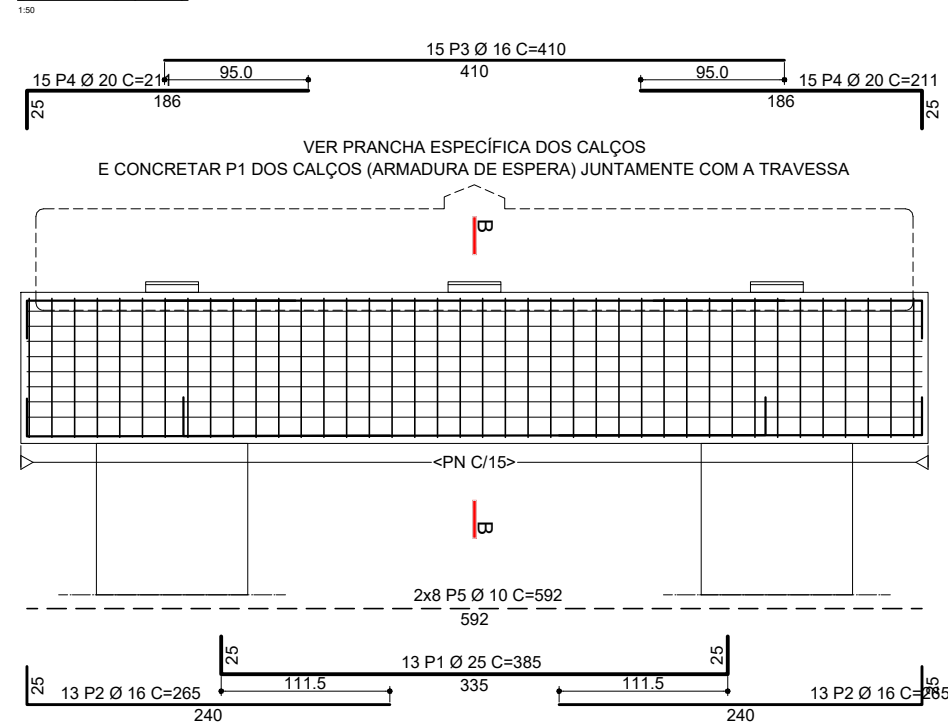 1:50
15 P3 Ø 16 C=410
95.0
410
95.0
15 P4 Ø 20 C=211
186
25
15 P4 Ø 20 C=211
186
25
VER PRANCHA ESPECÍFICA DOS CALÇOS
E CONCRETAR P1 DOS CALÇOS (ARMADURA DE ESPERA) JUNTAMENTE COM A TRAVESSA
B
<PN C/15>
B
2x8 P5 Ø 10 C=592
592
25
13 P1 Ø 25 C=385
25
335
25
13 P2 Ø 16 C=265
111.5
240
111.5
13 P2 Ø 16 C=265
25
240